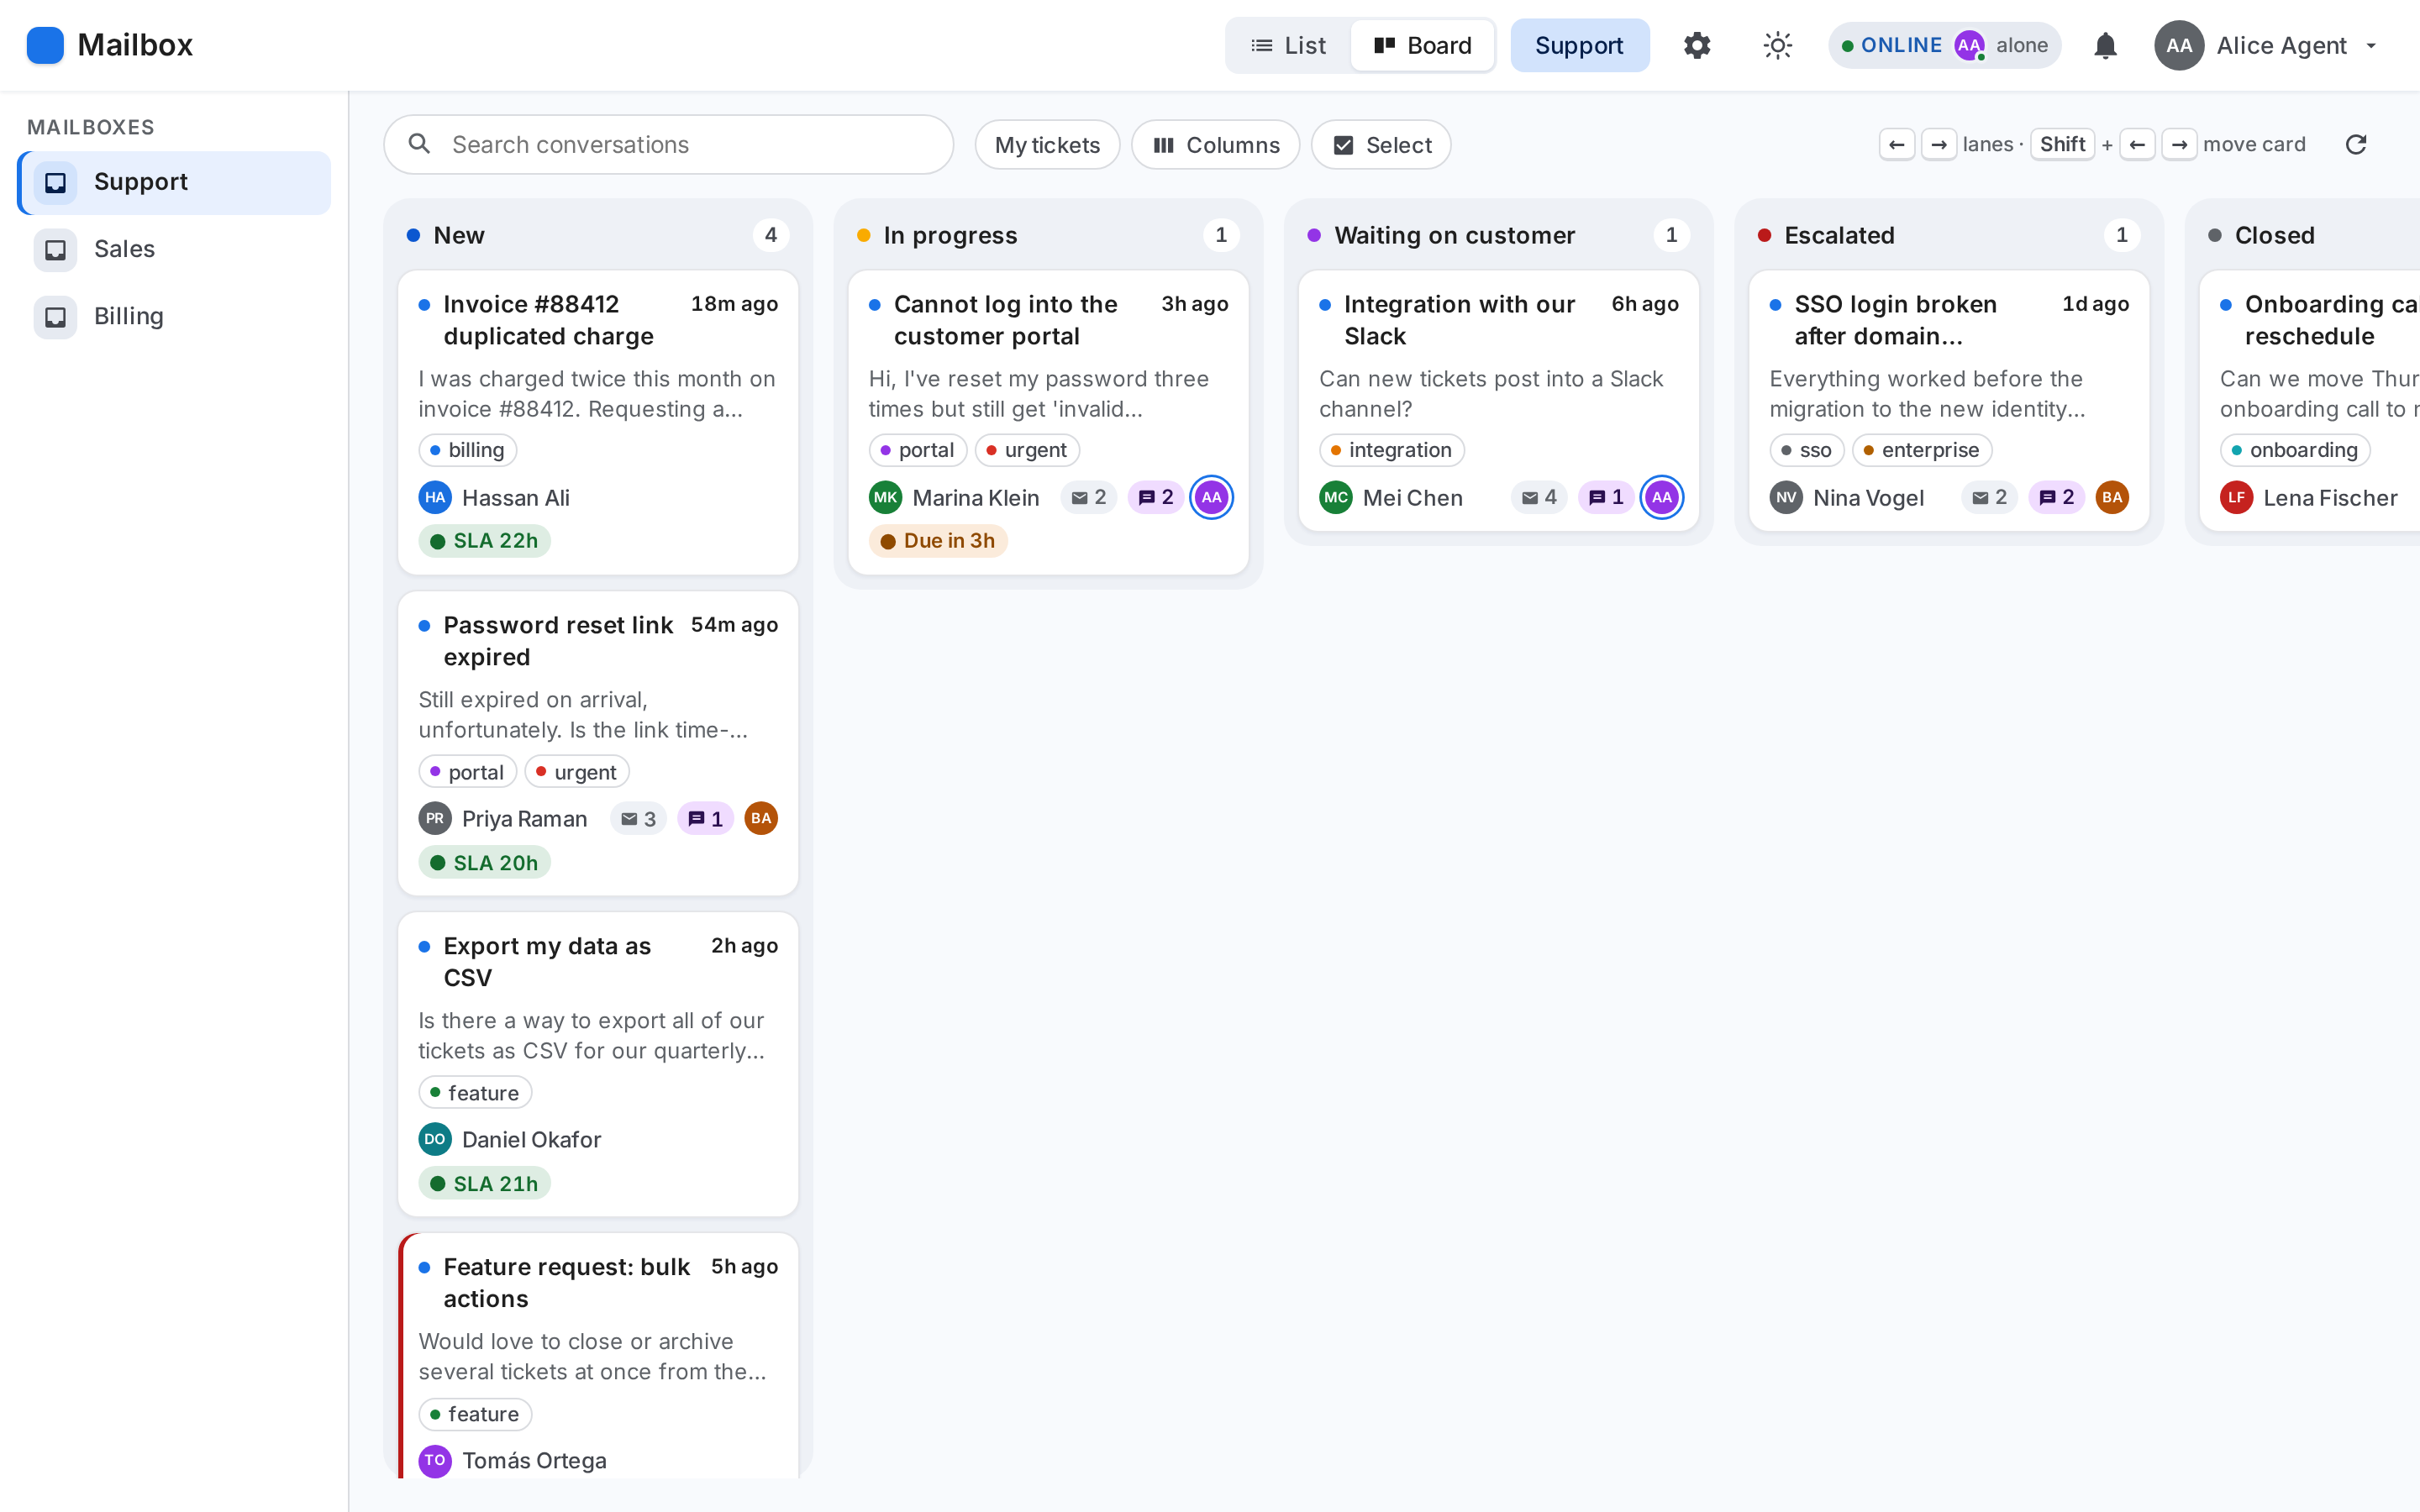 Mailbox
List
Board
Support
ONLINE AA alone
AA Alice Agent
MAILBOXES
Support
Sales
Billing
Search conversations
My tickets
Columns
Select
← → lanes · Shift + ← → move card
New 4
Invoice #88412 18m ago
duplicated charge
I was charged twice this month on
invoice #88412. Requesting a...
billing
HA Hassan Ali
SLA 22h
Password reset link 54m ago
expired
Still expired on arrival,
unfortunately. Is the link time-...
portal urgent
PR Priya Raman 3 1 BA
SLA 20h
Export my data as 2h ago
CSV
Is there a way to export all of our
tickets as CSV for our quarterly...
feature
DO Daniel Okafor
SLA 21h
Feature request: bulk 5h ago
actions
Would love to close or archive
several tickets at once from the...
feature
TO Tomás Ortega
In progress 1
Cannot log into the 3h ago
customer portal
Hi, I've reset my password three
times but still get 'invalid...
portal urgent
MK Marina Klein 2 2 AA
Due in 3h
Waiting on customer 1
Integration with our 6h ago
Slack
Can new tickets post into a Slack
channel?
integration
MC Mei Chen 4 1 AA
Escalated 1
SSO login broken 1d ago
after domain...
Everything worked before the
migration to the new identity...
sso enterprise
NV Nina Vogel 2 2 BA
Closed
Onboarding
reschedule
Can we move
onboarding call to
onboarding
LF Lena Fischer